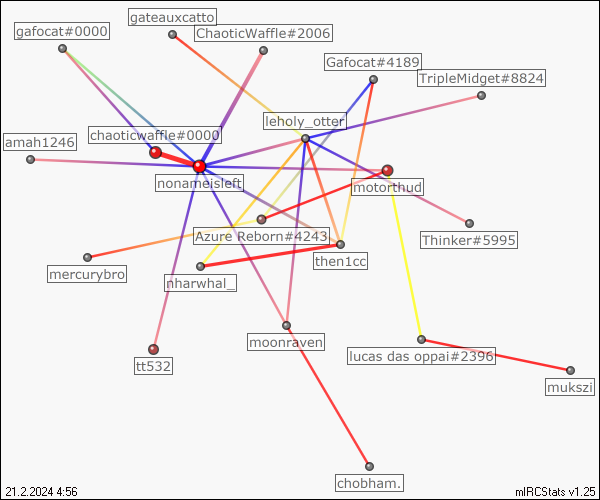 gateauxcatto
gafocat#0000
ChaoticWaffle#2006
Gafocat#4189
TripleMidget#8824
leholy_otter
chaoticwaffle#0000
amah1246
nonameisleft
motorthud
Azure Reborn#4243
Thinker#5995
then1cc
mercurybro
nharwhal_
moonraven
lucas das oppai#2396
tt532
mukszi
chobham.
21.2.2024 4:56
mIRCStats v1.25